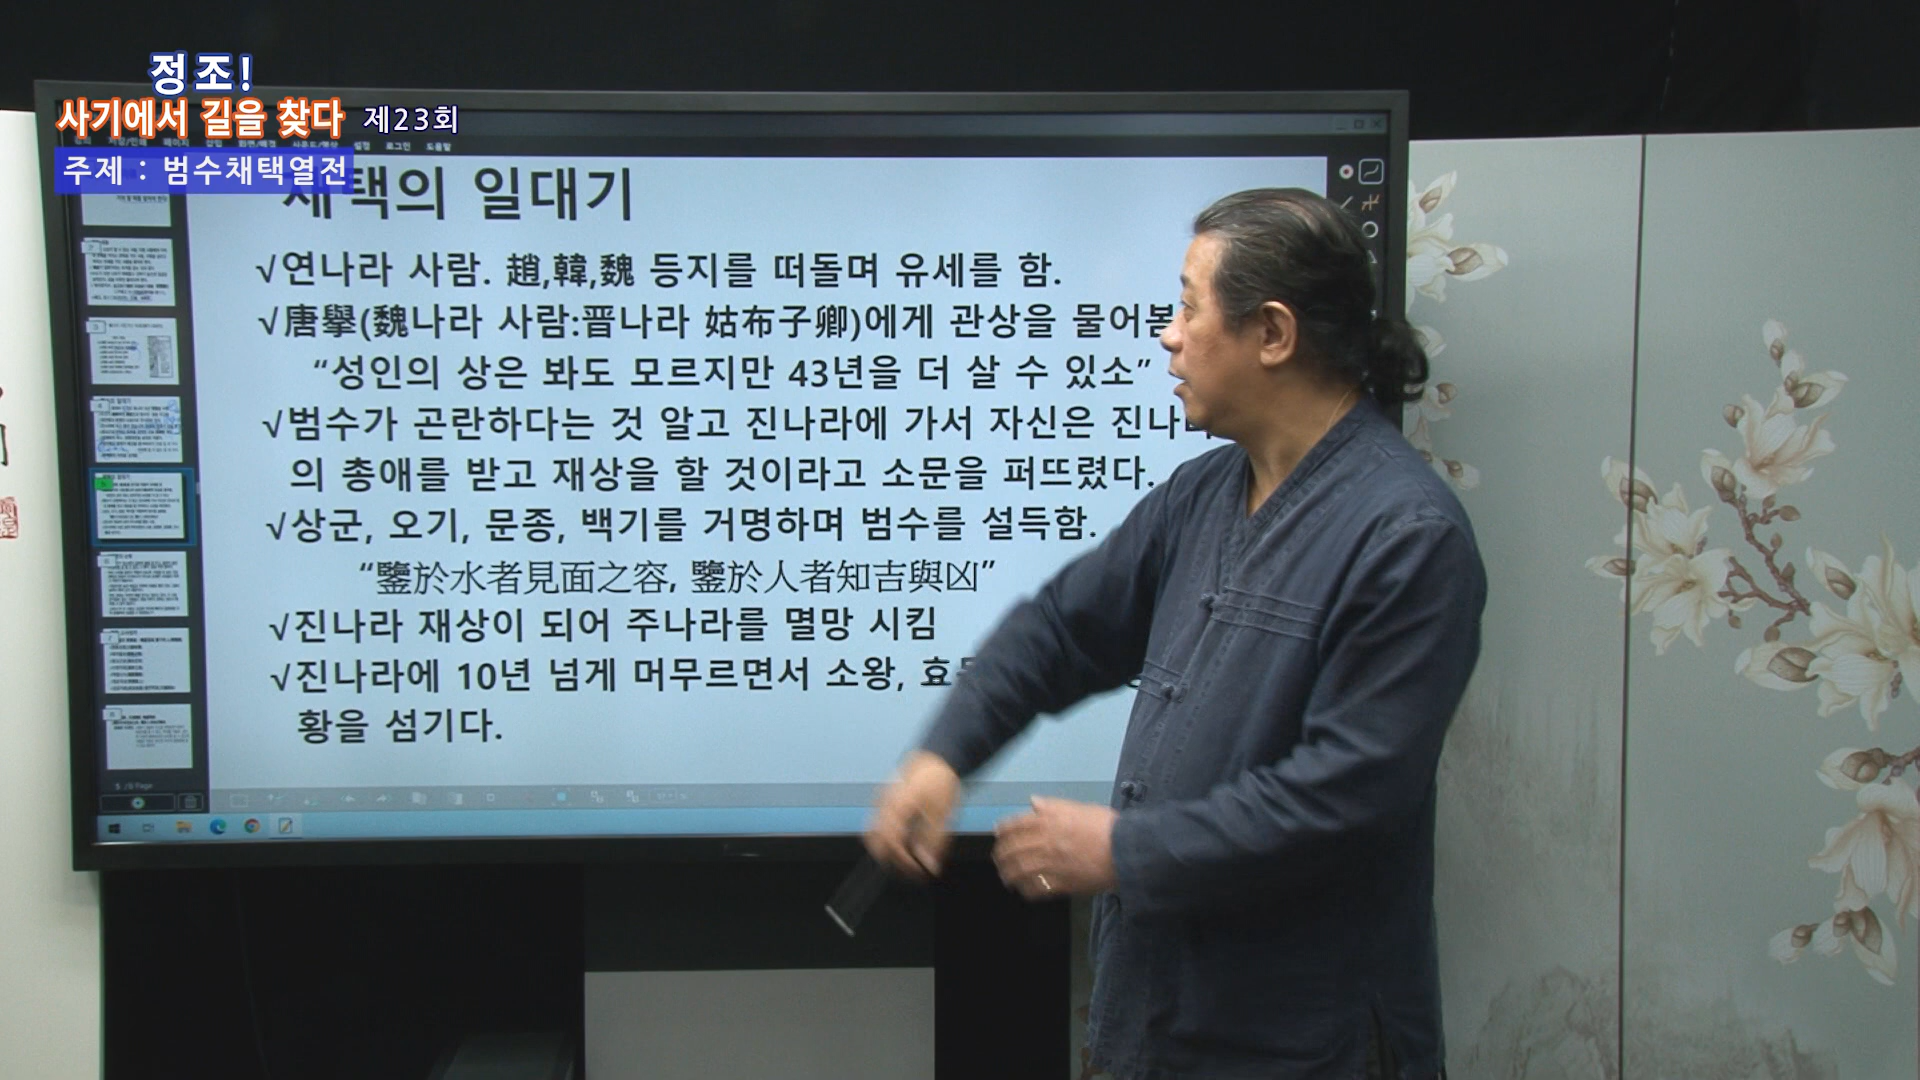 정조!
사기에서 길을 찾다 제23회
주제 : 범수채택열전
로그인 도움말
택의 일대기
√연나라 사람. 趙,韓,魏 등지를 떠돌며 유세를 함.
√唐擧(魏나라 사람:晋나라 姑布子卿)에게 관상을 물어봄
“성인의 상은 봐도 모르지만 43년을 더 살 수 있소”
√범수가 곤란하다는 것 알고 진나라에 가서 자신은
의 총애를 받고 재상을 할 것이라고 소문을 퍼뜨렸다.
√상군, 오기, 문종, 백기를 거명하며 범수를 설득함.
“鑒於水者見面之容, 鑒於人者知吉與凶”
√진나라 재상이 되어 주나라를 멸망 시킴
√진나라에 10년 넘게 머무르면서 소왕,
황을 섬기다.